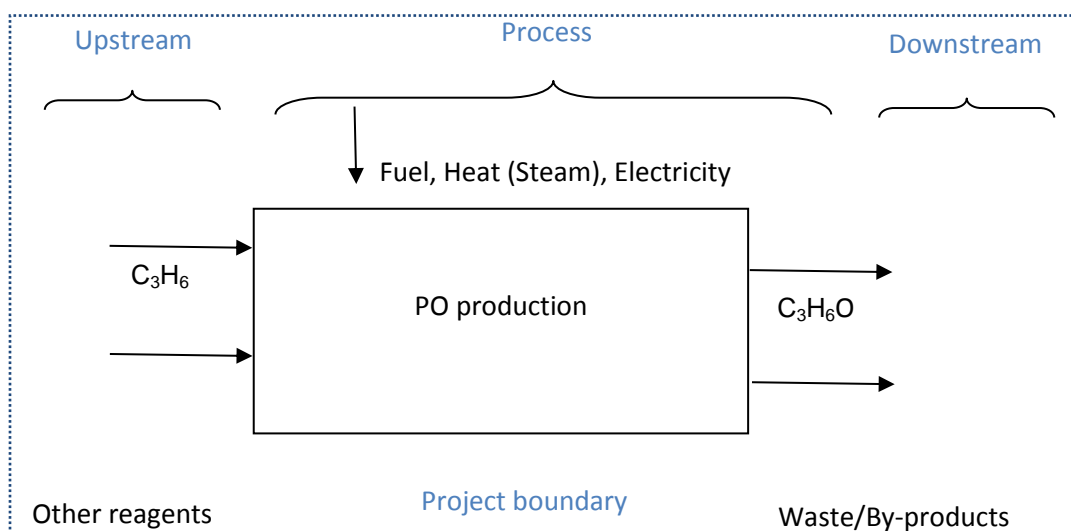 Upstream
Process
Downstream
Fuel, Heat (Steam), Electricity
C₃H₆
PO production
C₃H₆O
Other reagents
Project boundary
Waste/By-products